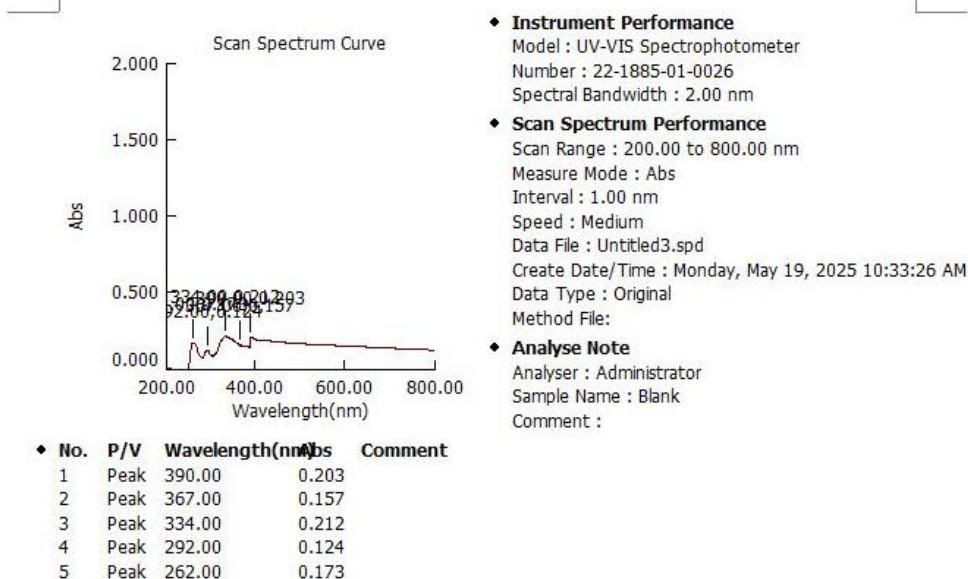 Scan Spectrum Curve
2.000
1.500
1.000
0.500
0.000
Abs
200.00 400.00 600.00 800.00
Wavelength(nm)
◆ Instrument Performance
Model : UV-VIS Spectrophotometer
Number : 22-1885-01-0026
Spectral Bandwidth : 2.00 nm
◆ Scan Spectrum Performance
Scan Range : 200.00 to 800.00 nm
Measure Mode : Abs
Interval : 1.00 nm
Speed : Medium
Data File : Untitled3.spd
Create Date/Time : Monday, May 19, 2025 10:33:26 AM
Data Type : Original
Method File:
◆ Analyse Note
Analyser : Administrator
Sample Name : Blank
Comment :
◆ No. P/V Wavelength(nm) Abs Comment
1 Peak 390.00 0.203
2 Peak 367.00 0.157
3 Peak 334.00 0.212
4 Peak 292.00 0.124
5 Peak 262.00 0.173